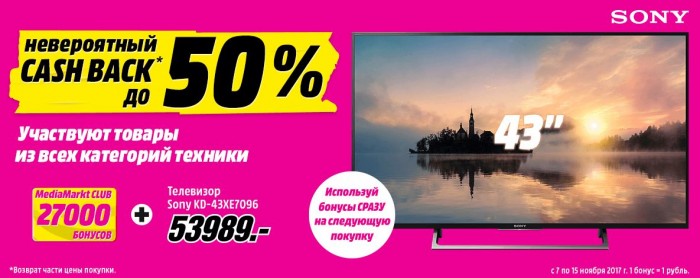 SONY
невероятный
CASH BACK*
до
50%
Участвуют товары
из всех категорий техники
MediaMarkt CLUB
27000
БОНУСОВ
+
Телевизор
Sony KD-43XE7096
53989.-
43"
SONY
Используй
бонусы СРАЗУ
на следующую
покупку
*Возврат части цены покупки.
с 7 по 15 ноября 2017 г. 1 бонус = 1 рубль.